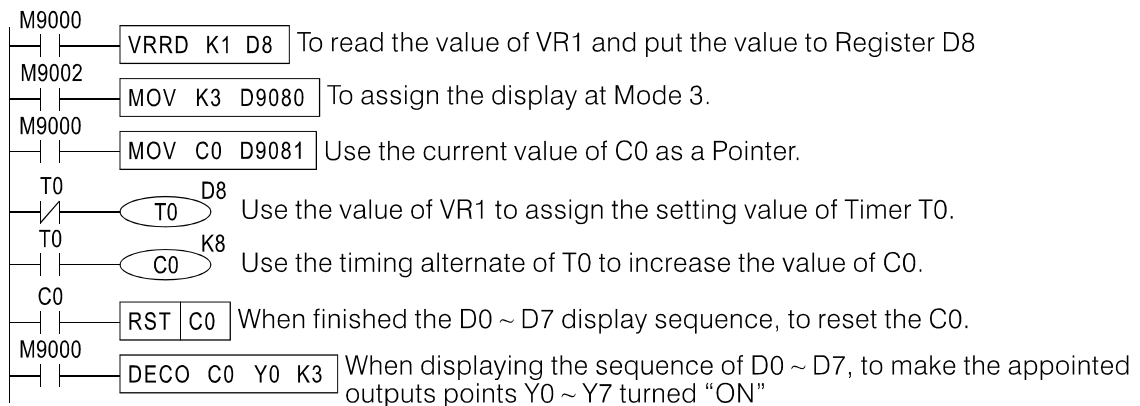 M9000
VRRD K1 D8 To read the value of VR1 and put the value to Register D8
M9002
MOV K3 D9080 To assign the display at Mode 3.
M9000
MOV C0 D9081 Use the current value of C0 as a Pointer.
T0
D8
T0 Use the value of VR1 to assign the setting value of Timer T0.
T0
K8
C0 Use the timing alternate of T0 to increase the value of C0.
C0
RST C0 When finished the D0 ~ D7 display sequence, to reset the C0.
M9000
DECO C0 Y0 K3 When displaying the sequence of D0 ~ D7, to make the appointed
outputs points Y0 ~ Y7 turned “ON”